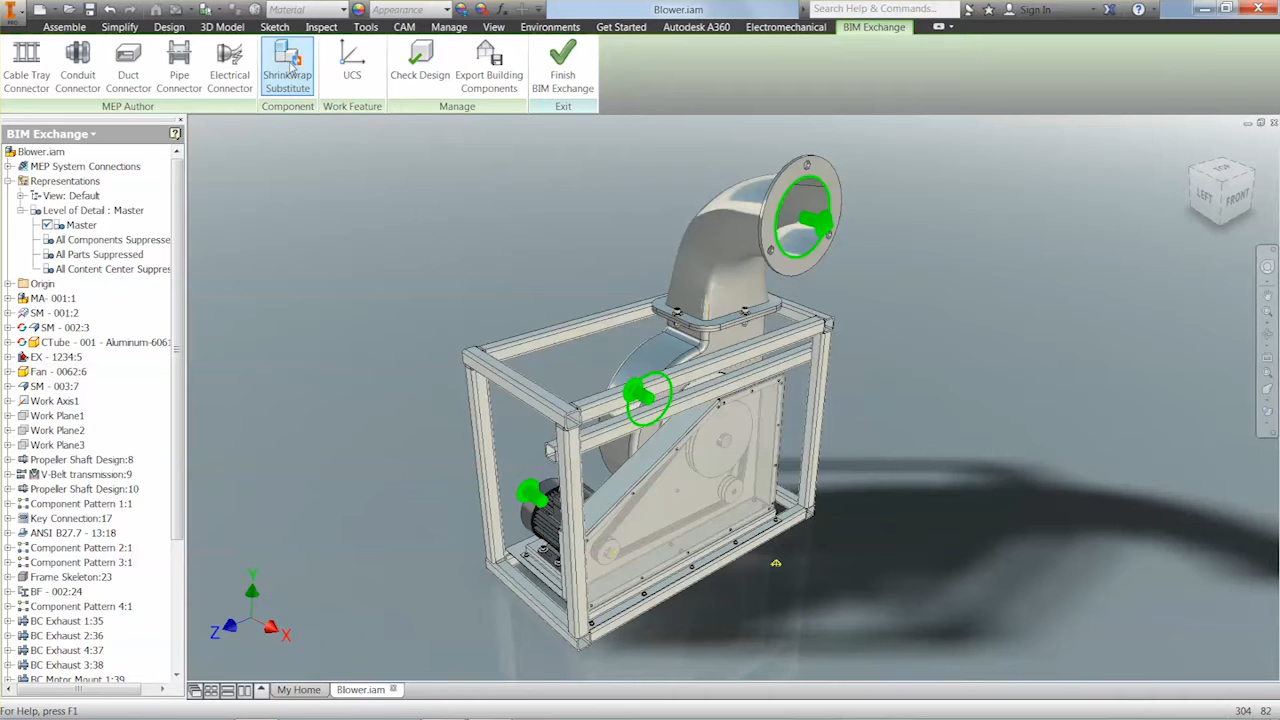 PRO
Material
Appearance
Blower.iam
Search Help & Commands...
Sign In
Assemble Simplify Design 3D Model Sketch Inspect Tools CAM Manage View Environments Get Started Autodesk A360 Electromechanical BIM Exchange
Cable Tray Connector
Conduit Connector
Duct Connector
Pipe Connector
Electrical Connector
Shrinkwrap Substitute
UCS
Check Design
Export Building Components
Finish BIM Exchange
MEP Author
Component
Work Feature
Manage
Exit
BIM Exchange
Blower.iam
MEP System Connections
Representations
View: Default
Level of Detail : Master
Master
All Components Suppresse
All Parts Suppressed
All Content Center Suppres
Origin
MA- 001:1
SM - 001:2
SM - 002:3
CTube - 001 - Aluminum-6061
EX - 1234:5
Fan - 0062:6
SM - 003:7
Work Axis1
Work Plane1
Work Plane2
Work Plane3
Propeller Shaft Design:8
V-Belt transmission:9
Propeller Shaft Design:10
Component Pattern 1:1
Key Connection:17
ANSI B27.7 - 13:18
Component Pattern 2:1
Component Pattern 3:1
Frame Skeleton:23
BF - 002:24
Component Pattern 4:1
BC Exhaust 1:35
BC Exhaust 2:36
BC Exhaust 4:37
BC Exhaust 3:38
BC Motor Mount 1:39
TOP
LEFT
FRONT
Y
Z
X
My Home
Blower.iam
For Help, press F1
304 82